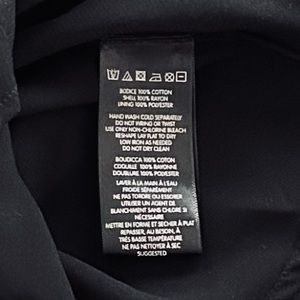 BODICE 100% COTTON
SHELL 100% RAYON
LINING 100% POLYESTER
HAND WASH COLD SEPARATELY
DO NOT WRING OR TWIST
USE ONLY NON-CHLORINE BLEACH
RESHAPE LAY FLAT TO DRY
LOW IRON AS NEEDED
DO NOT DRY CLEAN
BOUDICCA 100% COTON
COQUILLE 100% RAYONNE
DOUBLURE 100% POLYESTER
LAVER À LA MAIN À L'EAU
FROIDE SÉPARÉMENT
NE PAS TORDRE OU ESSORER
UTILISER UN AGENT DE
BLANCHIMENT SANS CHLORE SI
NÉCESSAIRE
METTRE EN FORME ET SÉCHER À PLAT
REPASSER, AU BESOIN, À
TRÈS BASSE TEMPÉRATURE
NE PAS NETTOYER À SEC
SUGGESTED